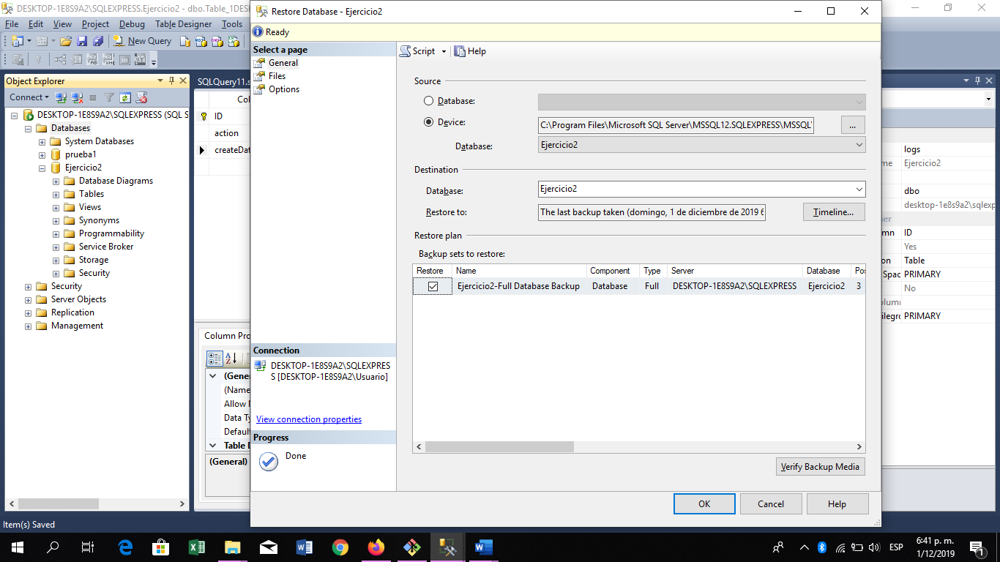 DESKTOP-1E8S9A2\SQLEXPRESS.Ejercicio2 - dbo.Table_1DES
File Edit View Project Debug Table Designer Tools
New Query
Object Explorer
Connect
DESKTOP-1E8S9A2\SQLEXPRESS (SQL S
Databases
System Databases
prueba1
Ejercicio2
Database Diagrams
Tables
Views
Synonyms
Programmability
Service Broker
Storage
Security
Security
Server Objects
Replication
Management
SQLQuery11.s
Col
ID
action
createDat
Column Pro
(Gene
(Name
Allow
Data Ty
Defaul
Table D
(General)
Restore Database - Ejercicio2
Ready
Select a page
General
Files
Options
Connection
DESKTOP-1E8S9A2\SQLEXPRES
S [DESKTOP-1E8S9A2\Usuario]
View connection properties
Progress
Done
Script Help
Source
Database:
Device: C:\Program Files\Microsoft SQL Server\MSSQL12.SQLEXPRESS\MSSQL\ ...
Database: Ejercicio2
Destination
Database: Ejercicio2
Restore to: The last backup taken (domingo, 1 de diciembre de 2019 6 Timeline...
Restore plan
Backup sets to restore:
Restore Name Component Type Server Database Pos
Ejercicio2-Full Database Backup Database Full DESKTOP-1E8S9A2\SQLEXPRESS Ejercicio2 3
Verify Backup Media
OK Cancel Help
logs
me Ejercicio2
dbo
desktop-1e8s9a2\sqlexp
ner
mn ID
Yes
on Table
Spac PRIMARY
No
olumn
ilegro PRIMARY
Item(s) Saved
ESP
6:41 p. m.
1/12/2019
1